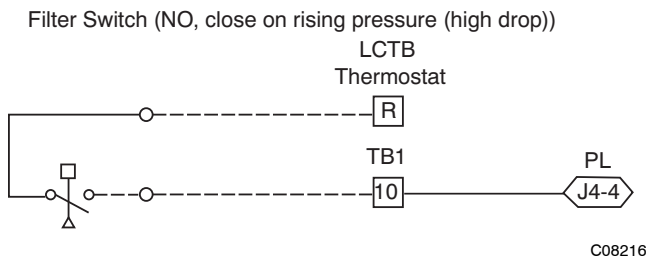 Filter Switch (NO, close on rising pressure (high drop))
LCTB
Thermostat
R
TB1
PL
10
J4-4
C08216